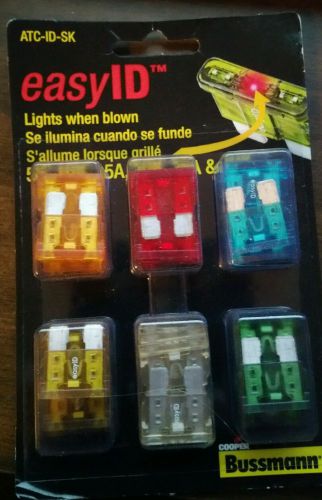 ATC-ID-SK
easyID™
Lights when blown
Se ilumina cuando se funde
S'allume lorsque grillé
5A, &
easyID
easyID
COOPER
Bussmann